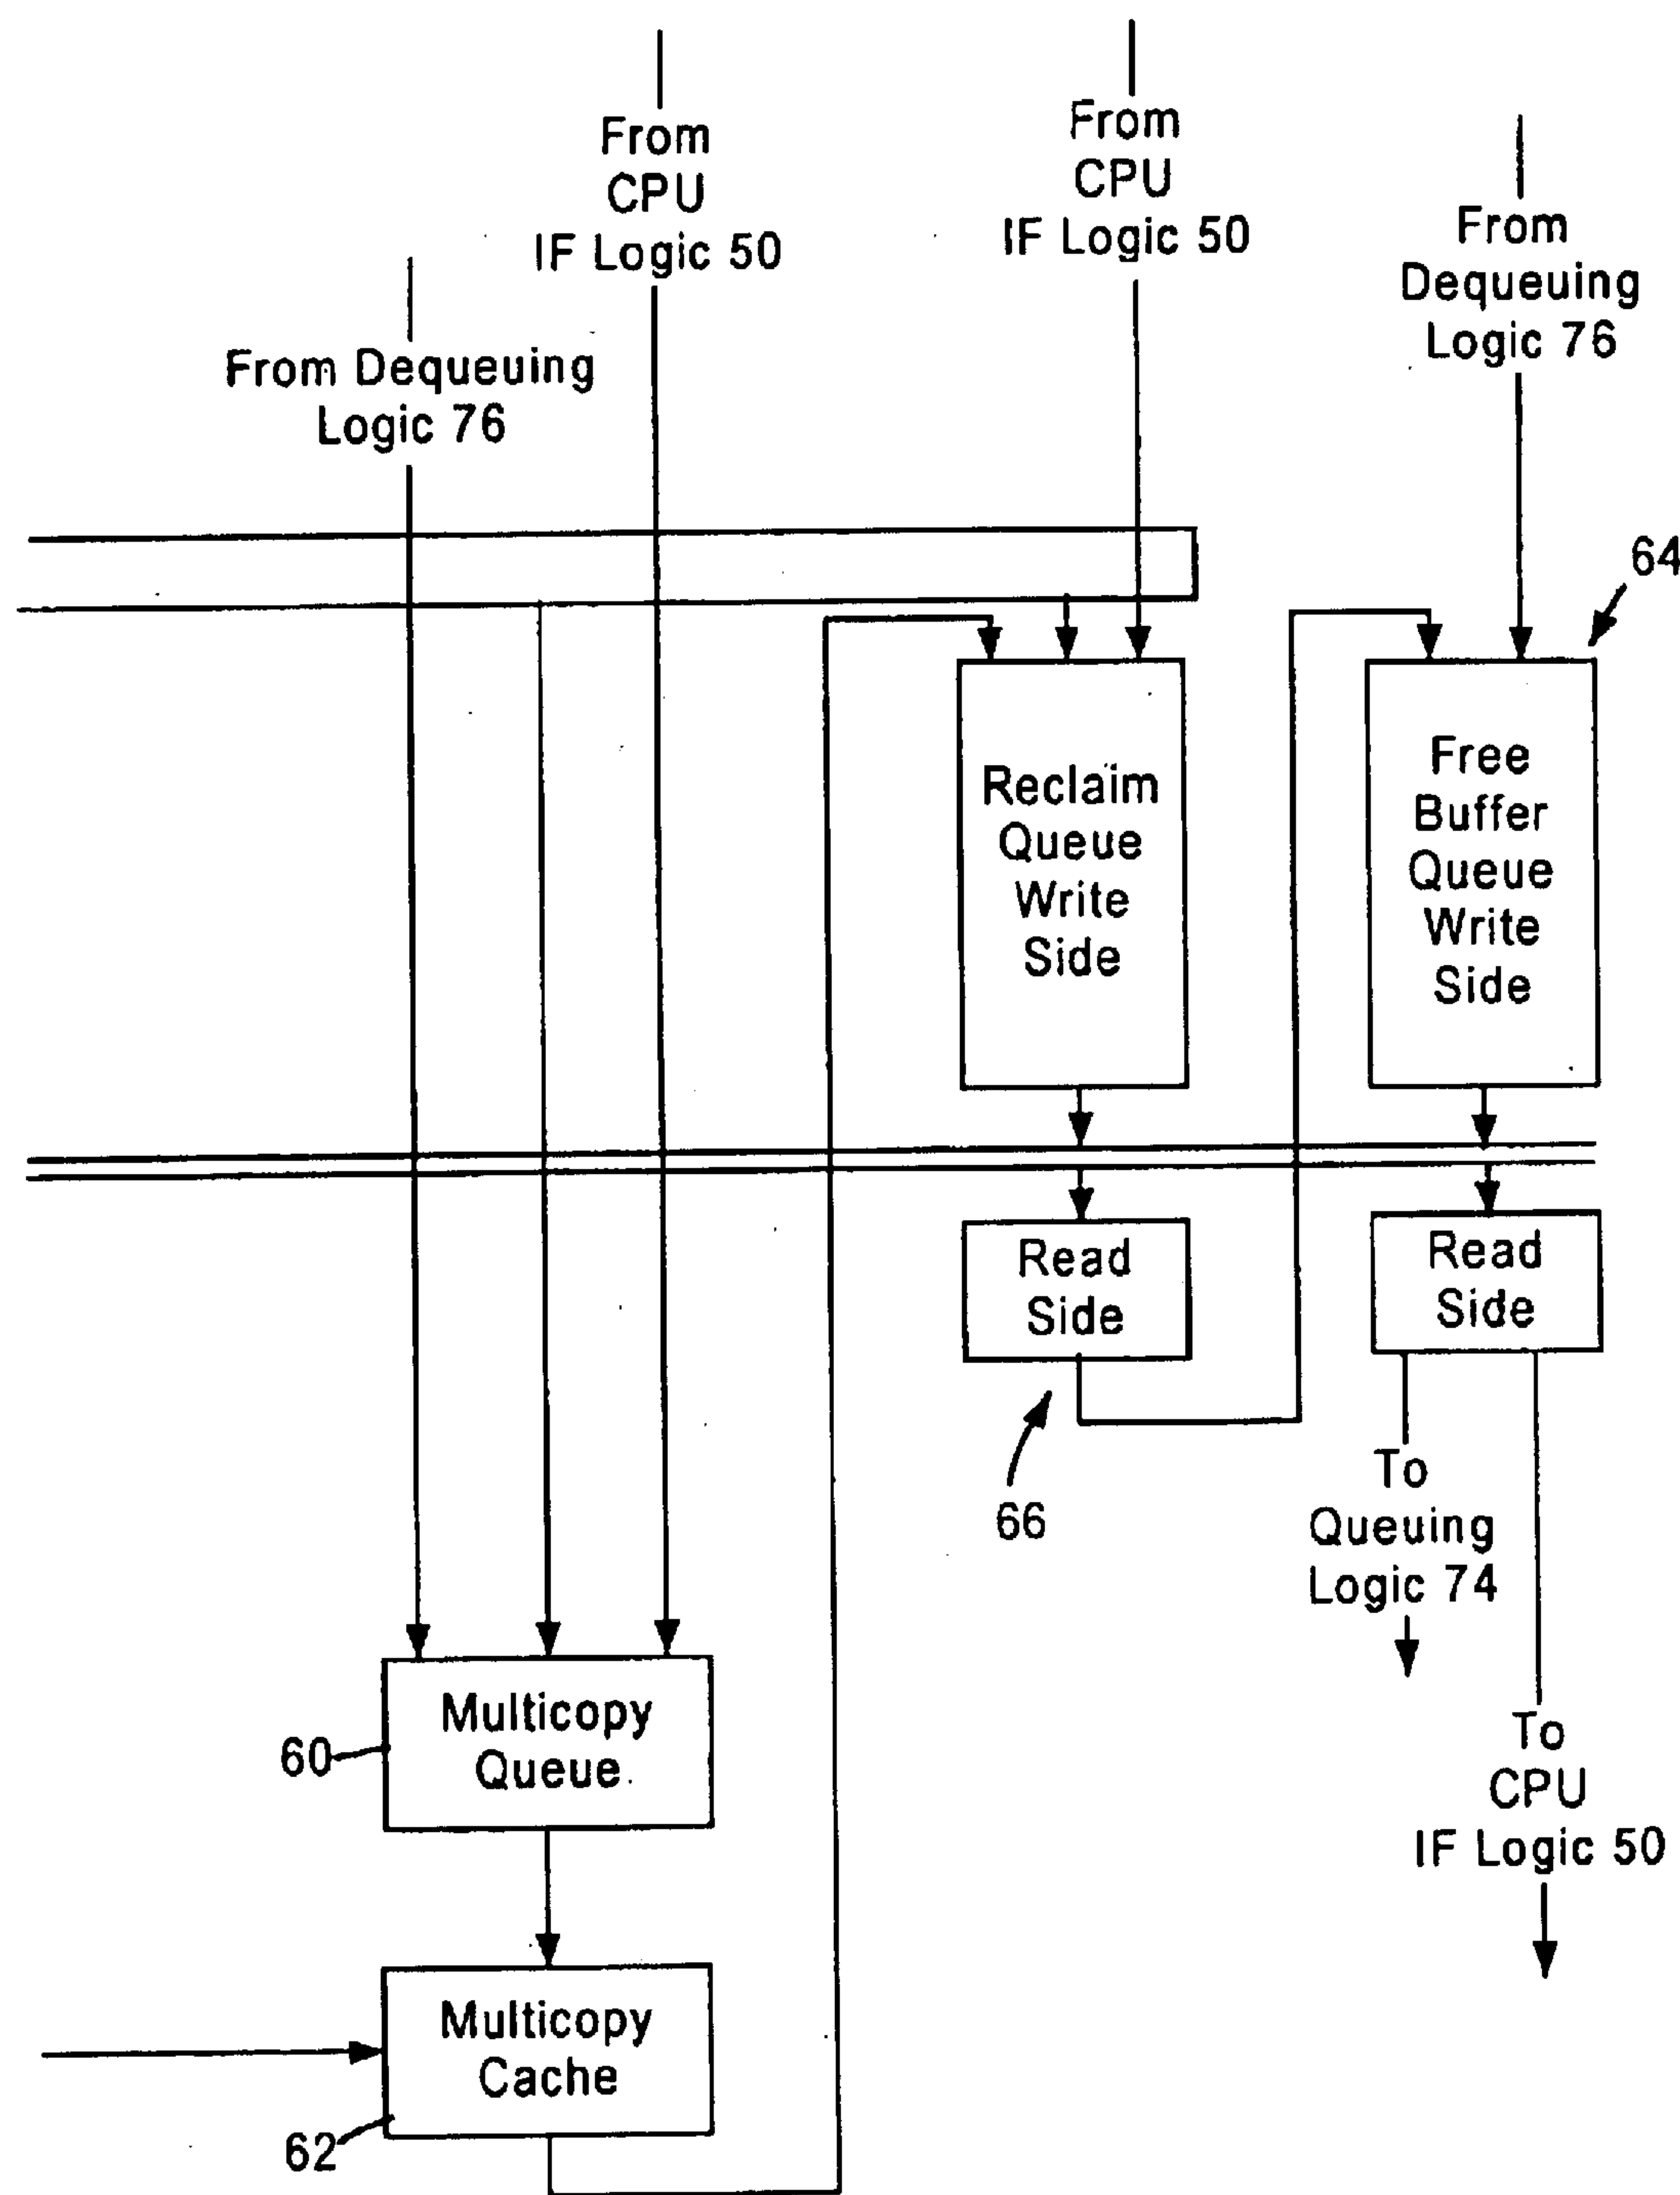 From
CPU
IF Logic 50
From
CPU
IF Logic 50
From
Dequeuing
Logic 76
From Dequeuing
Logic 76
64
Reclaim
Queue
Write
Side
Free
Buffer
Queue
Write
Side
Read
Side
Read
Side
66
To
Queuing
Logic 74
Multicopy
Queue
60
To
CPU
IF Logic 50
Multicopy
Cache
62